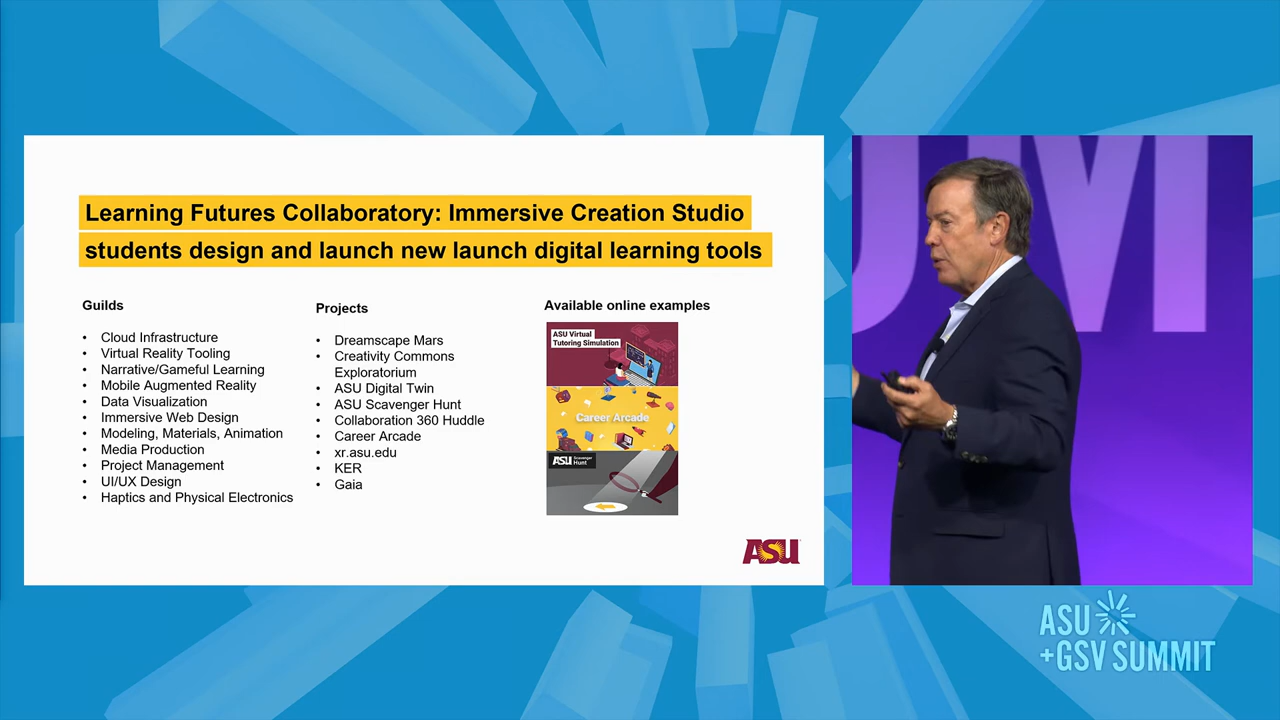 Learning Futures Collaboratory: Immersive Creation Studio
students design and launch new launch digital learning tools
Guilds
• Cloud Infrastructure
• Virtual Reality Tooling
• Narrative/Gameful Learning
• Mobile Augmented Reality
• Data Visualization
• Immersive Web Design
• Modeling, Materials, Animation
• Media Production
• Project Management
• UI/UX Design
• Haptics and Physical Electronics
Projects
• Dreamscape Mars
• Creativity Commons
Exploratorium
• ASU Digital Twin
• ASU Scavenger Hunt
• Collaboration 360 Huddle
• Career Arcade
• xr.asu.edu
• KER
• Gaia
Available online examples
ASU Virtual
Tutoring Simulation
Career Arcade
ASU Scavenger
Hunt
ASU
UM
ASU
+GSV SUMMIT